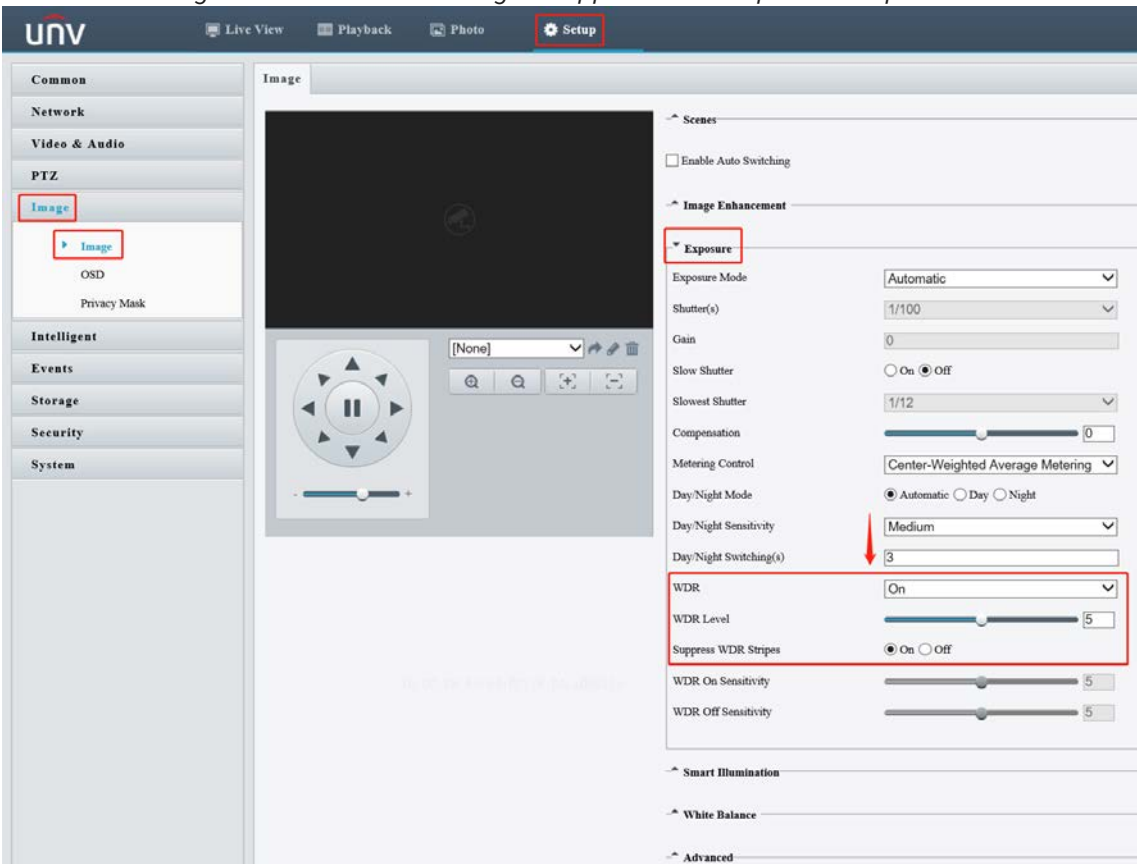 unv Live View Playback Photo Setup
Common
Network
Video & Audio
PTZ
Image
Image
OSD
Privacy Mask
Intelligent
Events
Storage
Security
System
Image
[None]
- +
Scenes
Enable Auto Switching
Image Enhancement
Exposure
Exposure Mode Automatic
Shutter(s) 1/100
Gain 0
Slow Shutter On Off
Slowest Shutter 1/12
Compensation 0
Metering Control Center-Weighted Average Metering
Day/Night Mode Automatic Day Night
Day/Night Sensitivity Medium
Day/Night Switching(s) 3
WDR On
WDR Level 5
Suppress WDR Stripes On Off
WDR On Sensitivity 5
WDR Off Sensitivity 5
Smart Illumination
White Balance
Advanced